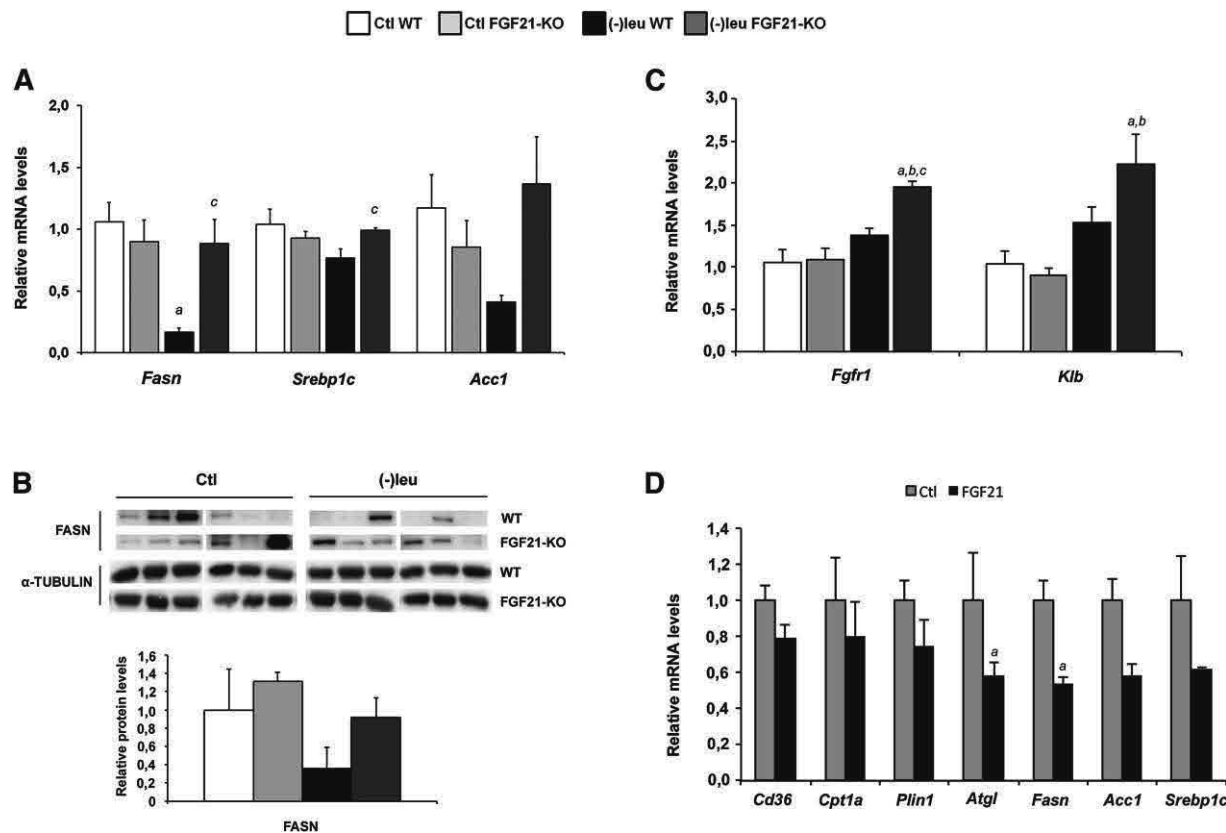 Ctl WT Ctl FGF21-KO (-)leu WT (-)leu FGF21-KO
A
Relative mRNA levels
2,0
1,5
1,0
0,5
0,0
c
a
c
Fasn Srebp1c Acc1
C
Relative mRNA levels
3,0
2,5
2,0
1,5
1,0
0,5
0,0
a,b,c
a,b
Fgfr1 Klb
B
Ctl (-)leu
FASN
WT
FGF21-KO
α-TUBULIN
WT
FGF21-KO
Relative protein levels
1,6
1,4
1,2
1,0
0,8
0,6
0,4
0,2
0
FASN
D
Ctl FGF21
Relative mRNA levels
1,4
1,2
1,0
0,8
0,6
0,4
0,2
0,0
a
a
Cd36 Cpt1a Plin1 Atgl Fasn Acc1 Srebp1c